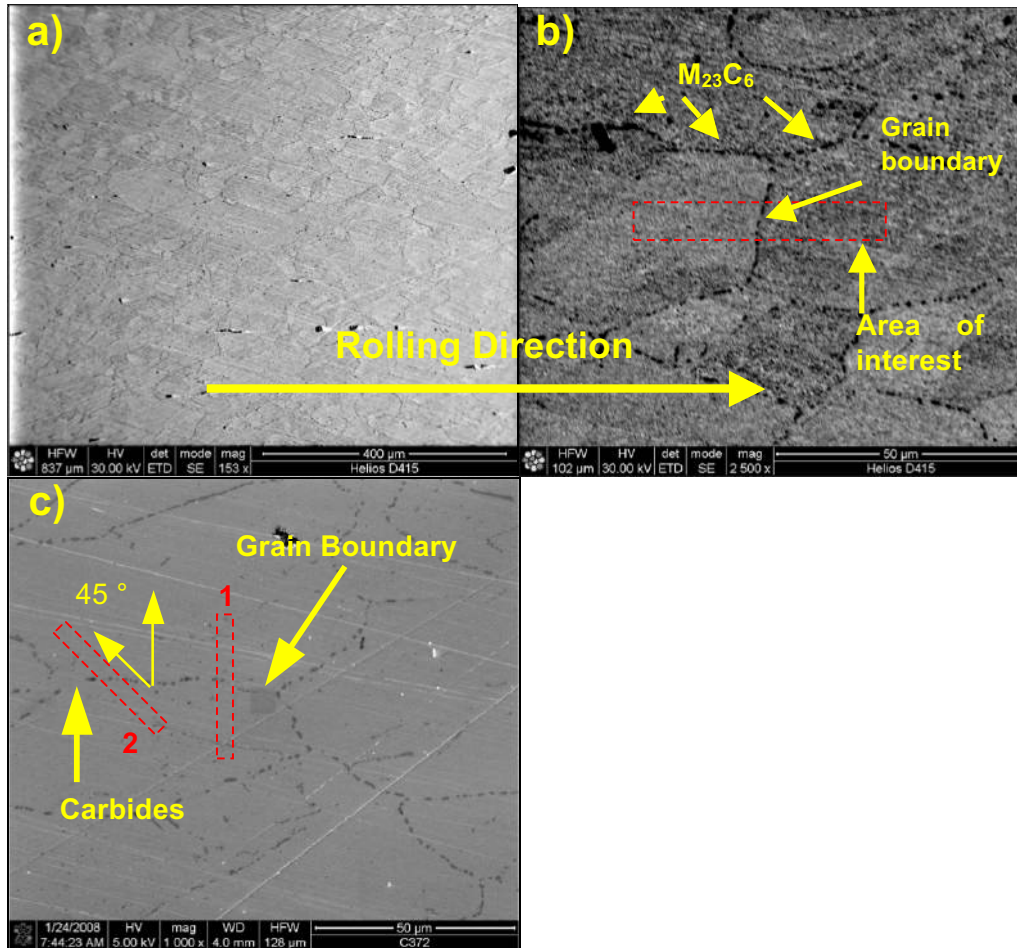 a)
HFW HV det mode mag 400 µm
837 µm 30.00 kV ETD SE 153 x Helios D415
b)
M23C6
Grain
boundary
Area of
interest
Rolling Direction
HFW HV det mode mag 50 µm
102 µm 30.00 kV ETD SE 2 500 x Helios D415
c)
Grain Boundary
45 °
1
2
Carbides
1/24/2008 HV mag WD HFW 50 µm
7:44:23 AM 5.00 kV 1 000 x 4.0 mm 128 µm C372